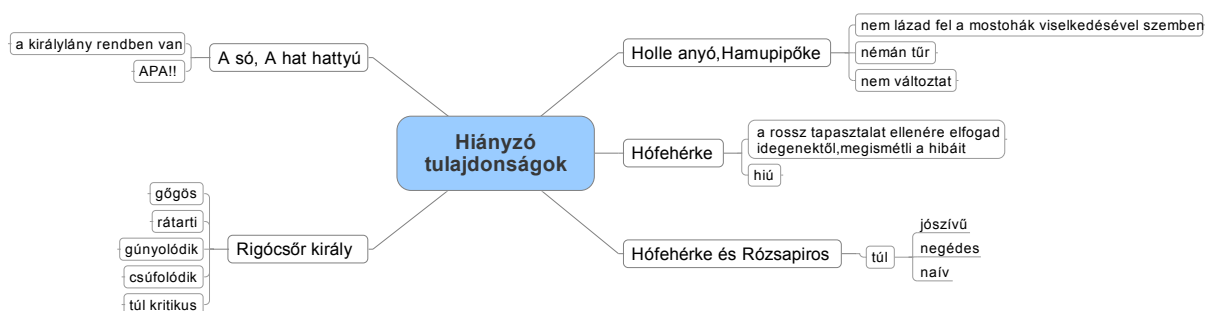 Hiányzó
tulajdonságok
A só, A hat hattyú
a királylány rendben van
APA!!
Rigócsőr király
gőgös
rátarti
gúnyolódik
csúfolódik
túl kritikus
Holle anyó,Hamupipőke
nem lázad fel a mostohák viselkedésével szemben
némán tűr
nem változtat
Hófehérke
a rossz tapasztalat ellenére elfogad
idegenektől,megismétli a hibáit
hiú
Hófehérke és Rózsapiros
túl
jószívű
negédes
naív